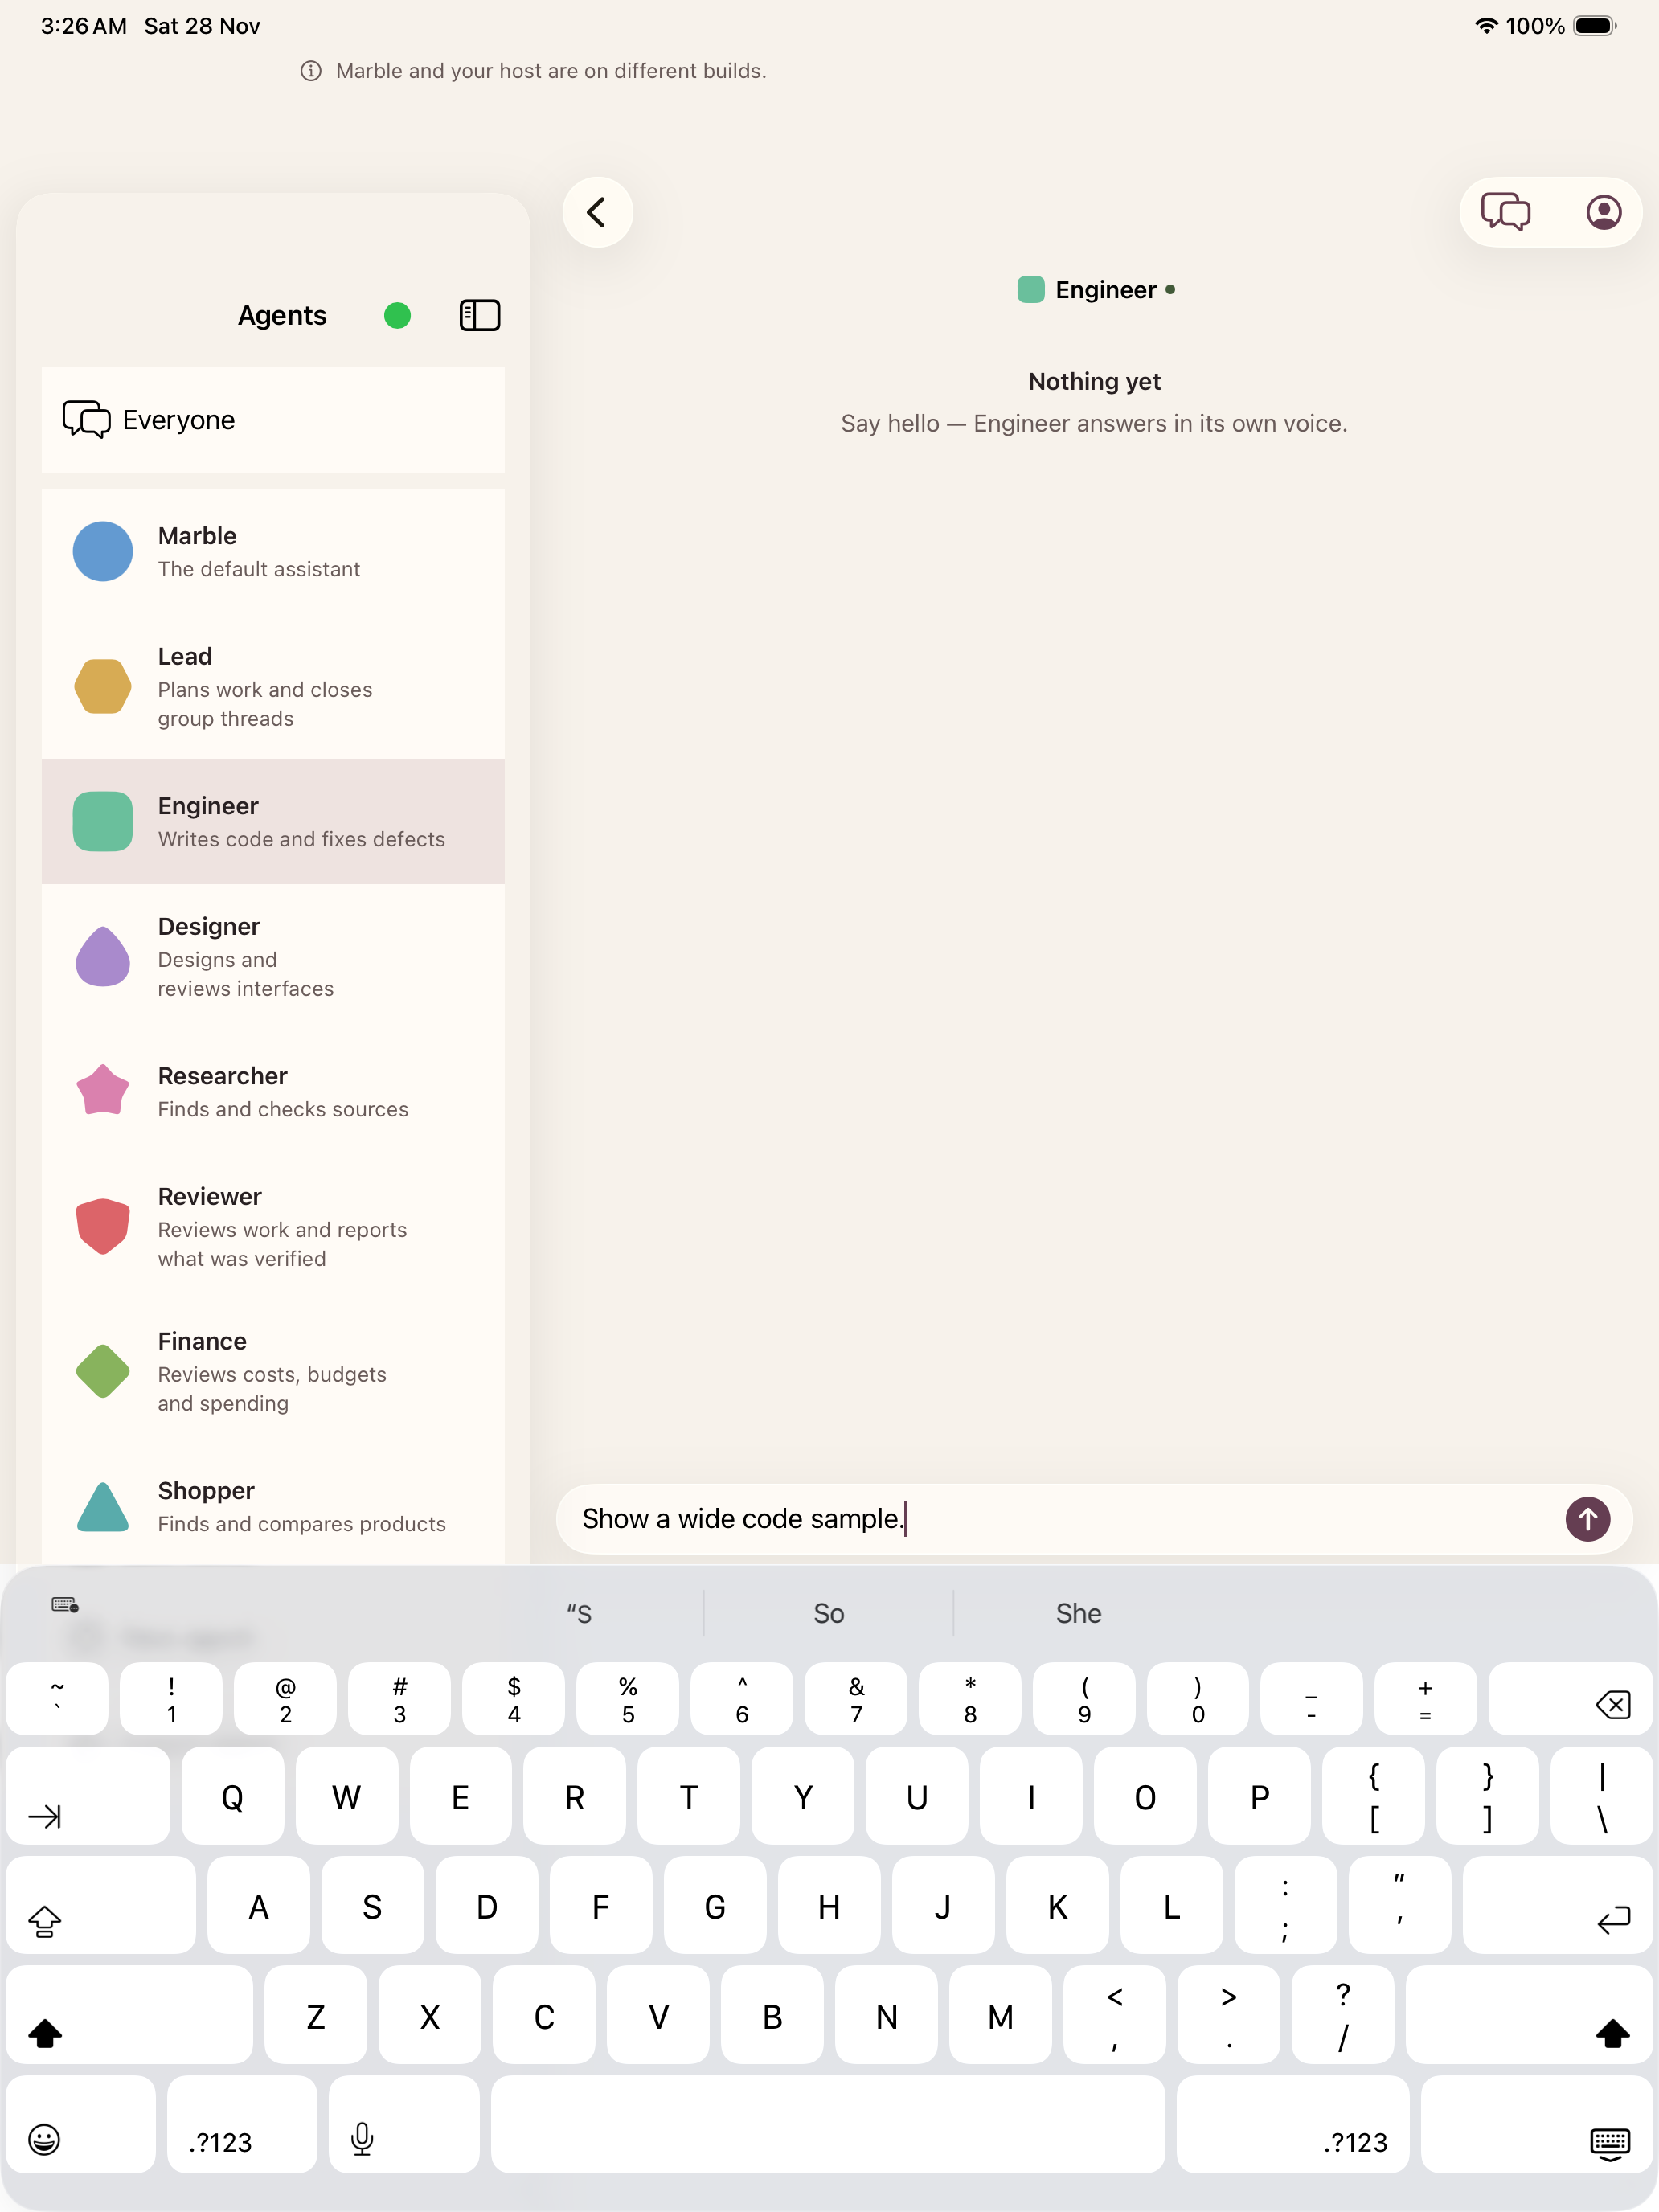 3:26 AM Sat 28 Nov
100%
Marble and your host are on different builds.
Agents
Everyone
Marble
The default assistant
Lead
Plans work and closes
group threads
Engineer
Writes code and fixes defects
Designer
Designs and
reviews interfaces
Researcher
Finds and checks sources
Reviewer
Reviews work and reports
what was verified
Finance
Reviews costs, budgets
and spending
Shopper
Finds and compares products
Engineer
Nothing yet
Say hello — Engineer answers in its own voice.
Show a wide code sample.
“S So She
~ ! @ # $ % ^ & * ( ) _ +
` 1 2 3 4 5 6 7 8 9 0 - =
Q W E R T Y U I O P { } |
[ ] \
A S D F G H J K L : "
; '
Z X C V B N M < > ?
, . /
.?123 .?123